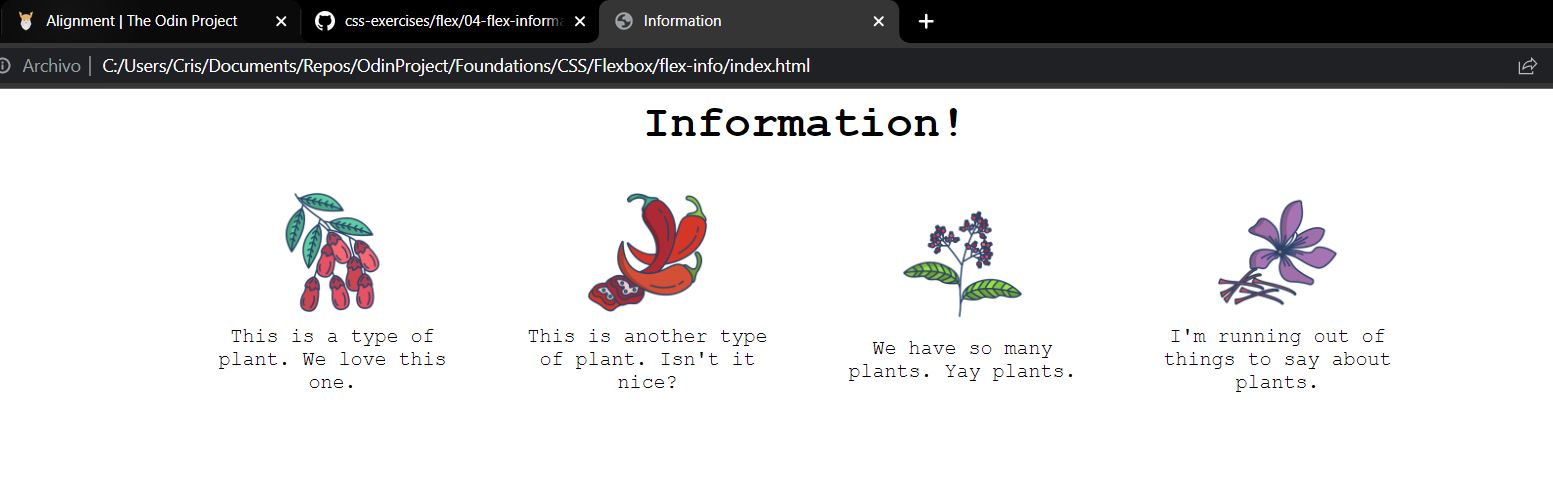 Alignment | The Odin Project
css-exercises/flex/04-flex-informa
Information
Archivo | C:/Users/Cris/Documents/Repos/OdinProject/Foundations/CSS/Flexbox/flex-info/index.html
Information!
This is a type of
plant. We love this
one.
This is another type
of plant. Isn't it
nice?
We have so many
plants. Yay plants.
I'm running out of
things to say about
plants.